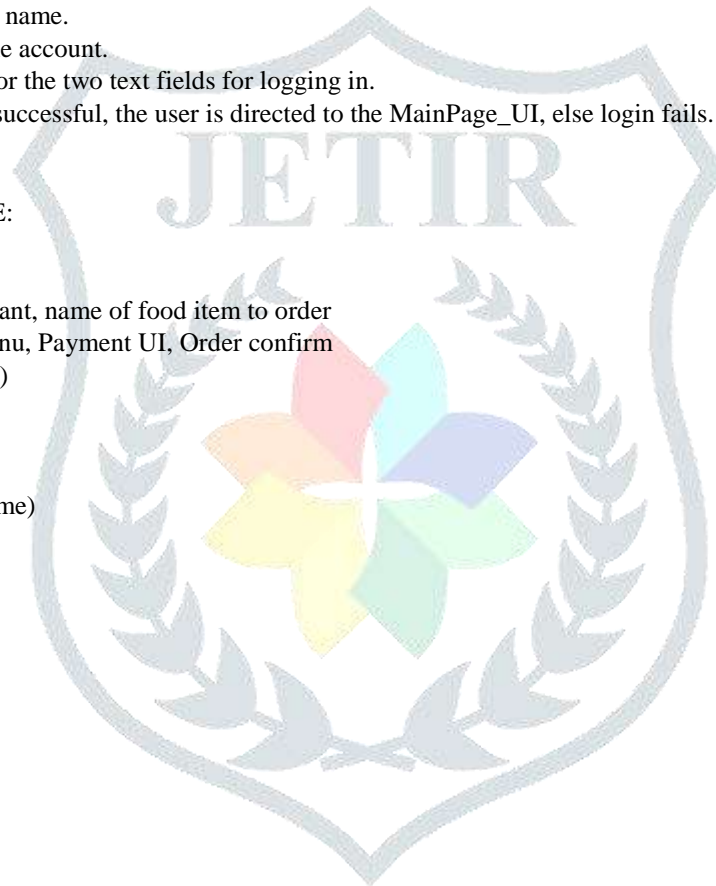 name.
e account.
or the two text fields for logging in.
successful, the user is directed to the MainPage_UI, else login fails.
JETIR
E:
ant, name of food item to order
nu, Payment UI, Order confirm
)
me)